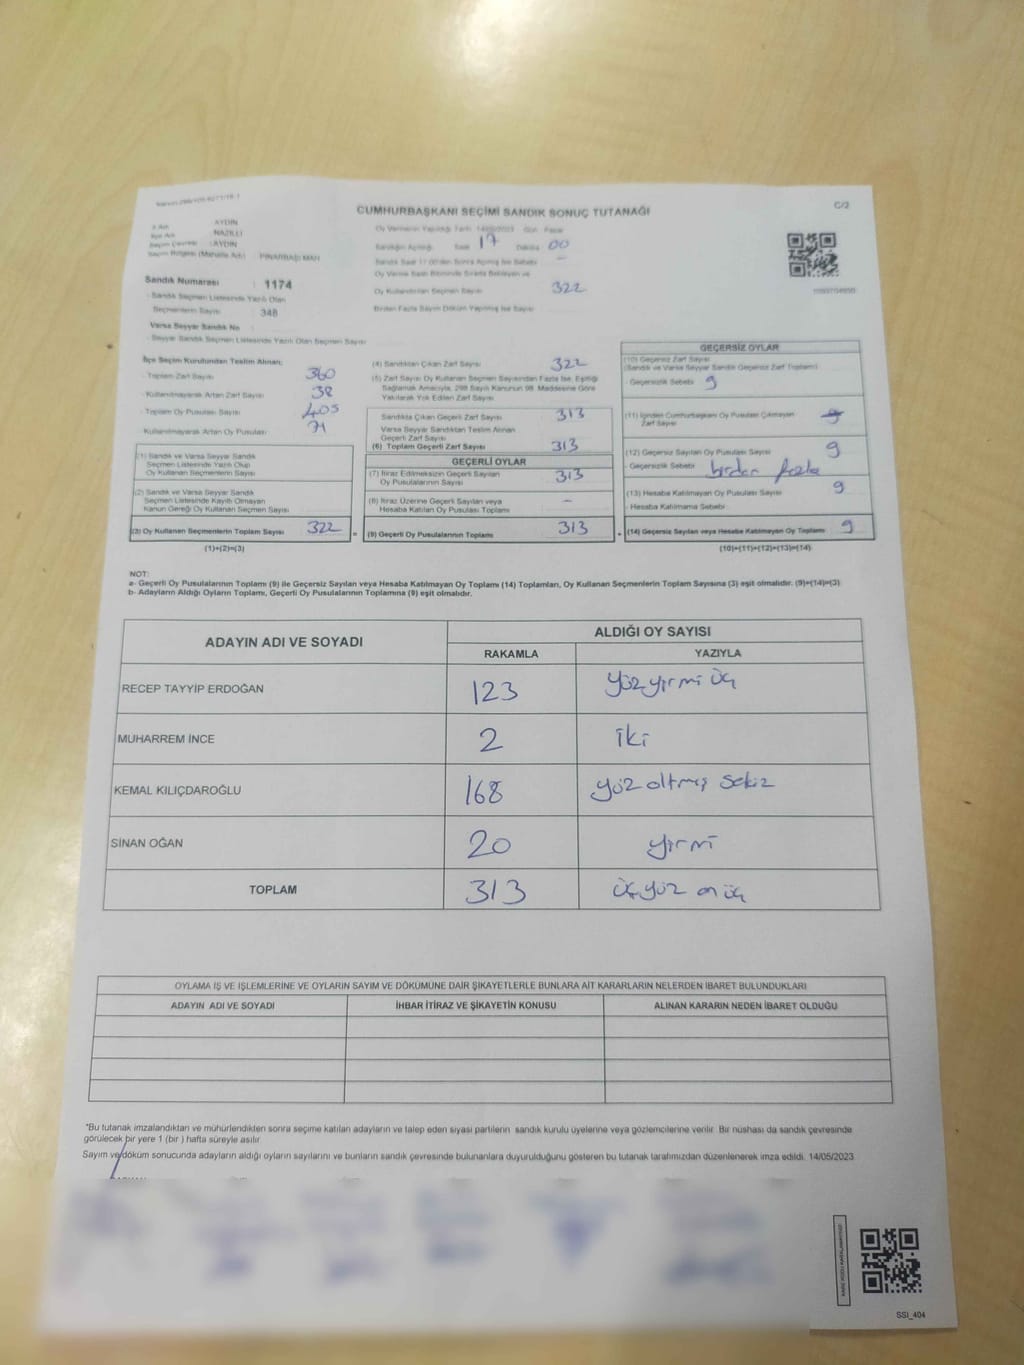 CUMHURBAŞKANI SEÇİMİ SANDIK SONUÇ TUTANAĞI
C/2
İl Adı : AYDIN
İlçe Adı : NAZİLLİ
Seçim Çevresi : AYDIN
Seçim Bölgesi (Mahalle Adı) : PINARBAŞI MAH
Sandık Numarası : 1174
- Sandık Seçmen Listesinde Yazılı Olan
Seçmenlerin Sayısı : 348
Varsa Seyyar Sandık No
- Seyyar Sandık Seçmen Listesinde Yazılı Olan Seçmen Sayısı
Oy Vermenin Yapıldığı Tarih 14/05/2023 Gün Pazar
Sandığın Açıldığı Saat 17 Dakika 00
Sandık Saat 17.00'den Sonra Açılmış İse Sebebi –
Oy Verme Saati Bitiminde Sırada Bekleyen ve
Oy Kullandırılan Seçmen Sayısı 322
Birden Fazla Sayım Döküm Yapılmış İse Sayısı
İlçe Seçim Kurulundan Teslim Alınan;
- Toplam Zarf Sayısı 360
- Kullanılmayarak Artan Zarf Sayısı 38
- Toplam Oy Pusulası Sayısı 405
- Kullanılmayarak Artan Oy Pusulası 71
(1) Sandık ve Varsa Seyyar Sandık
Seçmen Listesinde Yazılı Olup
Oy Kullanan Seçmenlerin Sayısı
(2) Sandık ve Varsa Seyyar Sandık
Seçmen Listesinde Kayıtlı Olmayan
Kanun Gereği Oy Kullanan Seçmen Sayısı
(3) Oy Kullanan Seçmenlerin Toplam Sayısı 322
(1)+(2)=(3)
(4) Sandıktan Çıkan Zarf Sayısı 322
(5) Zarf Sayısı Oy Kullanan Seçmen Sayısından Fazla İse, Eşitliği
Sağlamak Amacıyla, 298 Sayılı Kanunun 98. Maddesine Göre
Yakılarak Yok Edilen Zarf Sayısı
Sandıkta Çıkan Geçerli Zarf Sayısı 313
Varsa Seyyar Sandıktan Teslim Alınan
Geçerli Zarf Sayısı
(6) Toplam Geçerli Zarf Sayısı 313
GEÇERLİ OYLAR
(7) İtiraz Edilmeksizin Geçerli Sayılan
Oy Pusulalarının Sayısı 313
(8) İtiraz Üzerine Geçerli Sayılan veya
Hesaba Katılan Oy Pusulası Toplamı –
= (9) Geçerli Oy Pusulalarının Toplamı 313
GEÇERSİZ OYLAR
(10) Geçersiz Zarf Sayısı
(Sandık ve Varsa Seyyar Sandık Geçersiz Zarf Toplamı)
- Geçersizlik Sebebi 9
(11) İçinden Cumhurbaşkanı Oy Pusulası Çıkmayan
Zarf Sayısı
(12) Geçersiz Sayılan Oy Pusulası Sayısı 9
- Geçersizlik Sebebi birden fazla
(13) Hesaba Katılmayan Oy Pusulası Sayısı 9
- Hesaba Katılmama Sebebi
+ (14) Geçersiz Sayılan veya Hesaba Katılmayan Oy Toplamı 9
(10)+(11)+(12)+(13)=(14)
NOT:
a- Geçerli Oy Pusulalarının Toplamı (9) ile Geçersiz Sayılan veya Hesaba Katılmayan Oy Toplamı (14) Toplamları, Oy Kullanan Seçmenlerin Toplam Sayısına (3) eşit olmalıdır. (9)+(14)=(3)
b- Adayların Aldığı Oyların Toplamı, Geçerli Oy Pusulalarının Toplamına (9) eşit olmalıdır.
ADAYIN ADI VE SOYADI ALDIĞI OY SAYISI
RAKAMLA YAZIYLA
RECEP TAYYİP ERDOĞAN 123 yüz yirmi üç
MUHARREM İNCE 2 iki
KEMAL KILIÇDAROĞLU 168 yüz altmış sekiz
SİNAN OĞAN 20 yirmi
TOPLAM 313 üç yüz on üç
OYLAMA İŞ VE İŞLEMLERİNE VE OYLARIN SAYIM VE DÖKÜMÜNE DAİR ŞİKAYETLERLE BUNLARA AİT KARARLARIN NELERDEN İBARET BULUNDUKLARI
ADAYIN ADI VE SOYADI İHBAR İTİRAZ VE ŞİKAYETİN KONUSU ALINAN KARARIN NEDEN İBARET OLDUĞU
*Bu tutanak imzalandıktan ve mühürlendikten sonra seçime katılan adayların ve talep eden siyasi partilerin sandık kurulu üyelerine veya gözlemcilerine verilir. Bir nüshası da sandık çevresinde
görülecek bir yere 1 (bir ) hafta süreyle asılır.
Sayım ve döküm sonucunda adayların aldığı oyların sayılarını ve bunların sandık çevresinde bulunanlara duyurulduğunu gösteren bu tutanak tarafımızdan düzenlenerek imza edildi. 14/05/2023
SSI_404